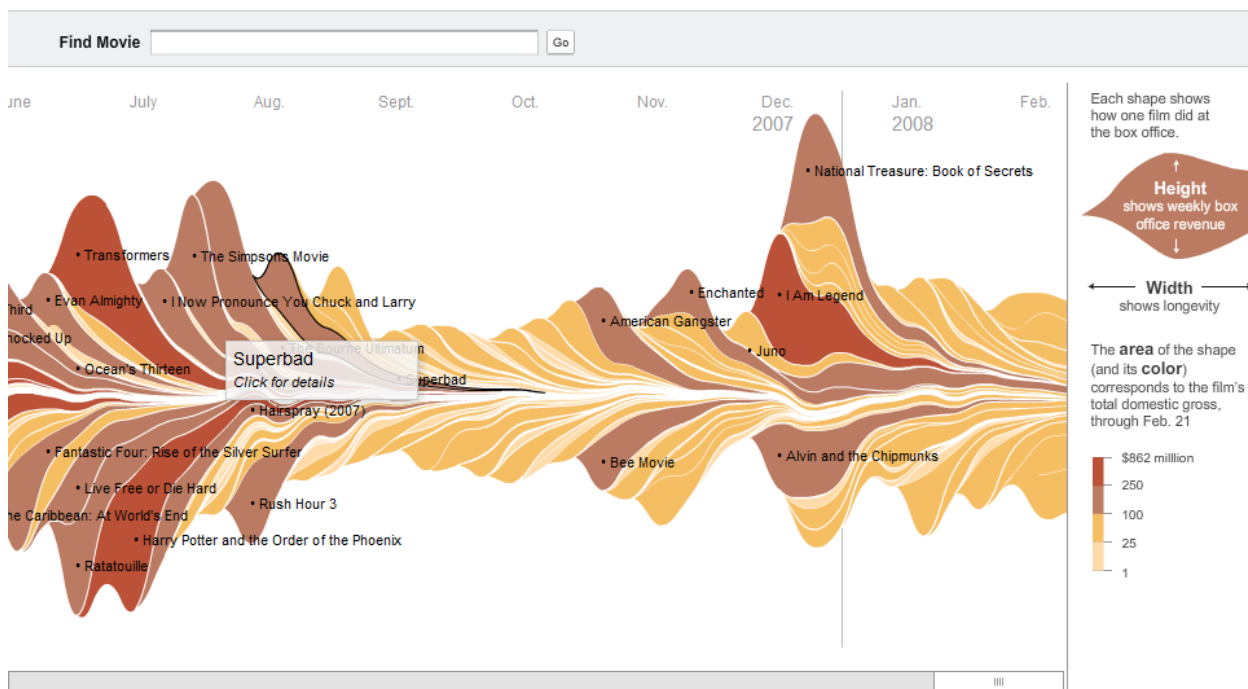 Find Movie
Go
une July Aug. Sept. Oct. Nov. Dec. Jan. Feb.
2007 2008
National Treasure: Book of Secrets
Transformers
The Simpsons Movie
Third
Evan Almighty
I Now Pronounce You Chuck and Larry
Enchanted
I Am Legend
nocked Up
American Gangster
The Bourne Ultimatum
Juno
Ocean's Thirteen
Superbad
Superbad
Click for details
Hairspray (2007)
Fantastic Four: Rise of the Silver Surfer
Bee Movie
Alvin and the Chipmunks
Live Free or Die Hard
Rush Hour 3
he Caribbean: At World's End
Harry Potter and the Order of the Phoenix
Ratatouille
Each shape shows
how one film did at
the box office.
Height
shows weekly box
office revenue
Width
shows longevity
The area of the shape
(and its color)
corresponds to the film's
total domestic gross,
through Feb. 21
$862 milllion
250
100
25
1